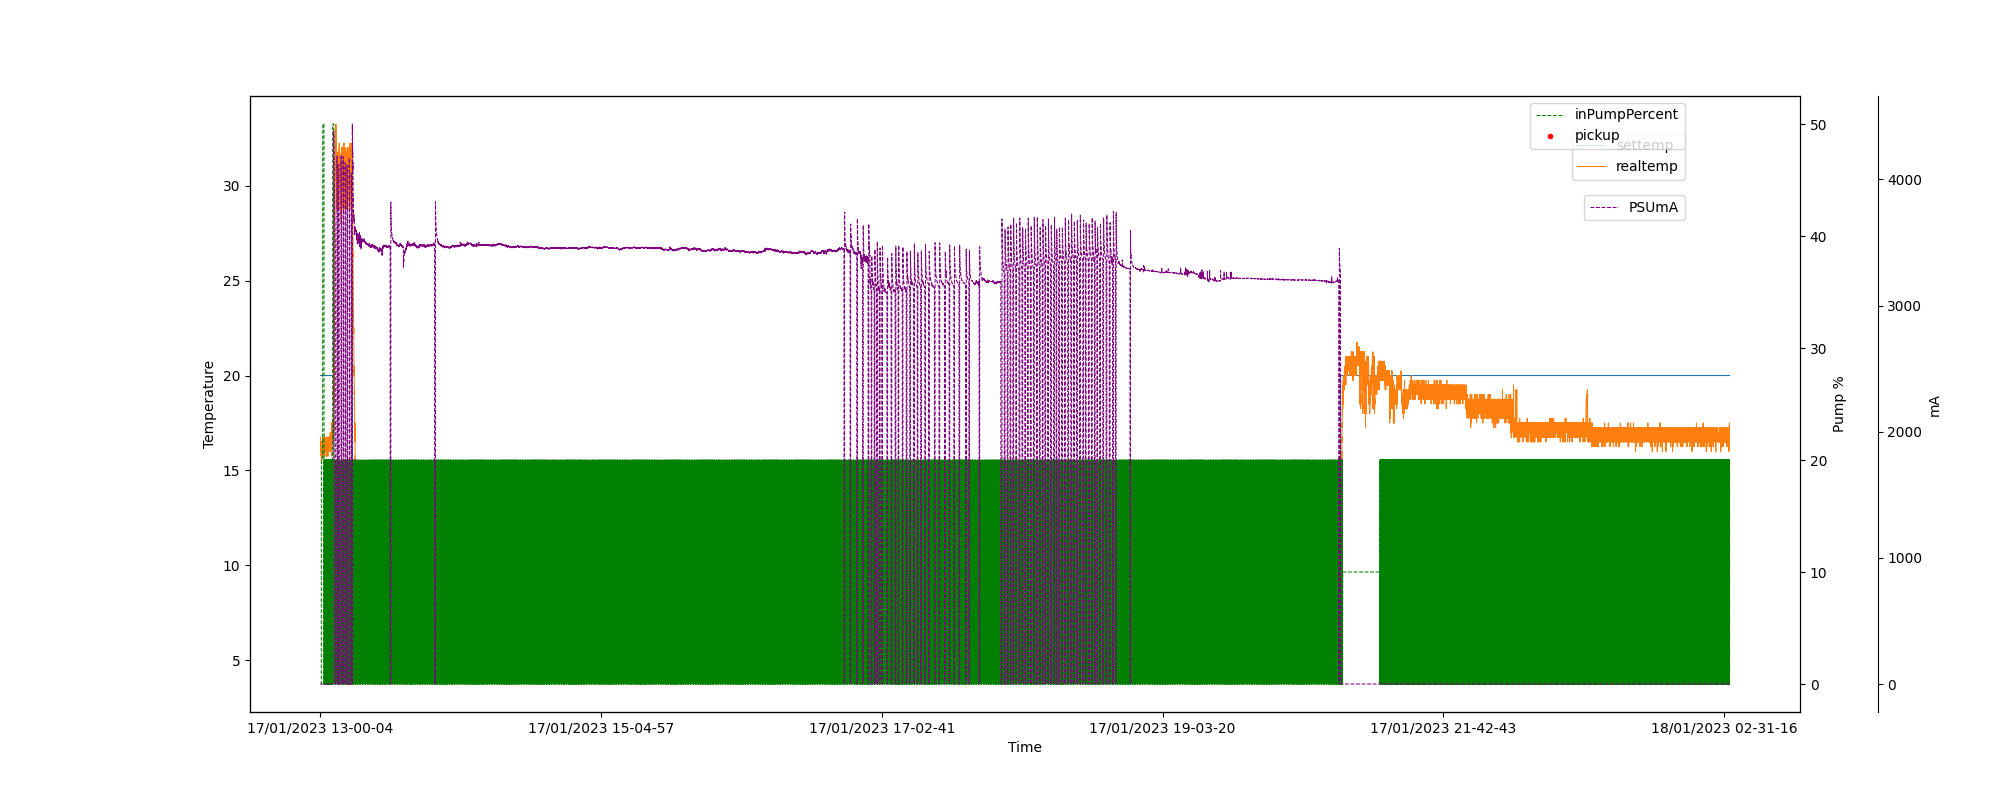 inPumpPercent
pickup
settemp
realtemp
PSUmA
30
25
20
15
10
5
Temperature
50
40
30
20
10
0
Pump %
4000
3000
2000
1000
0
mA
17/01/2023 13-00-04
17/01/2023 15-04-57
17/01/2023 17-02-41
17/01/2023 19-03-20
17/01/2023 21-42-43
18/01/2023 02-31-16
Time